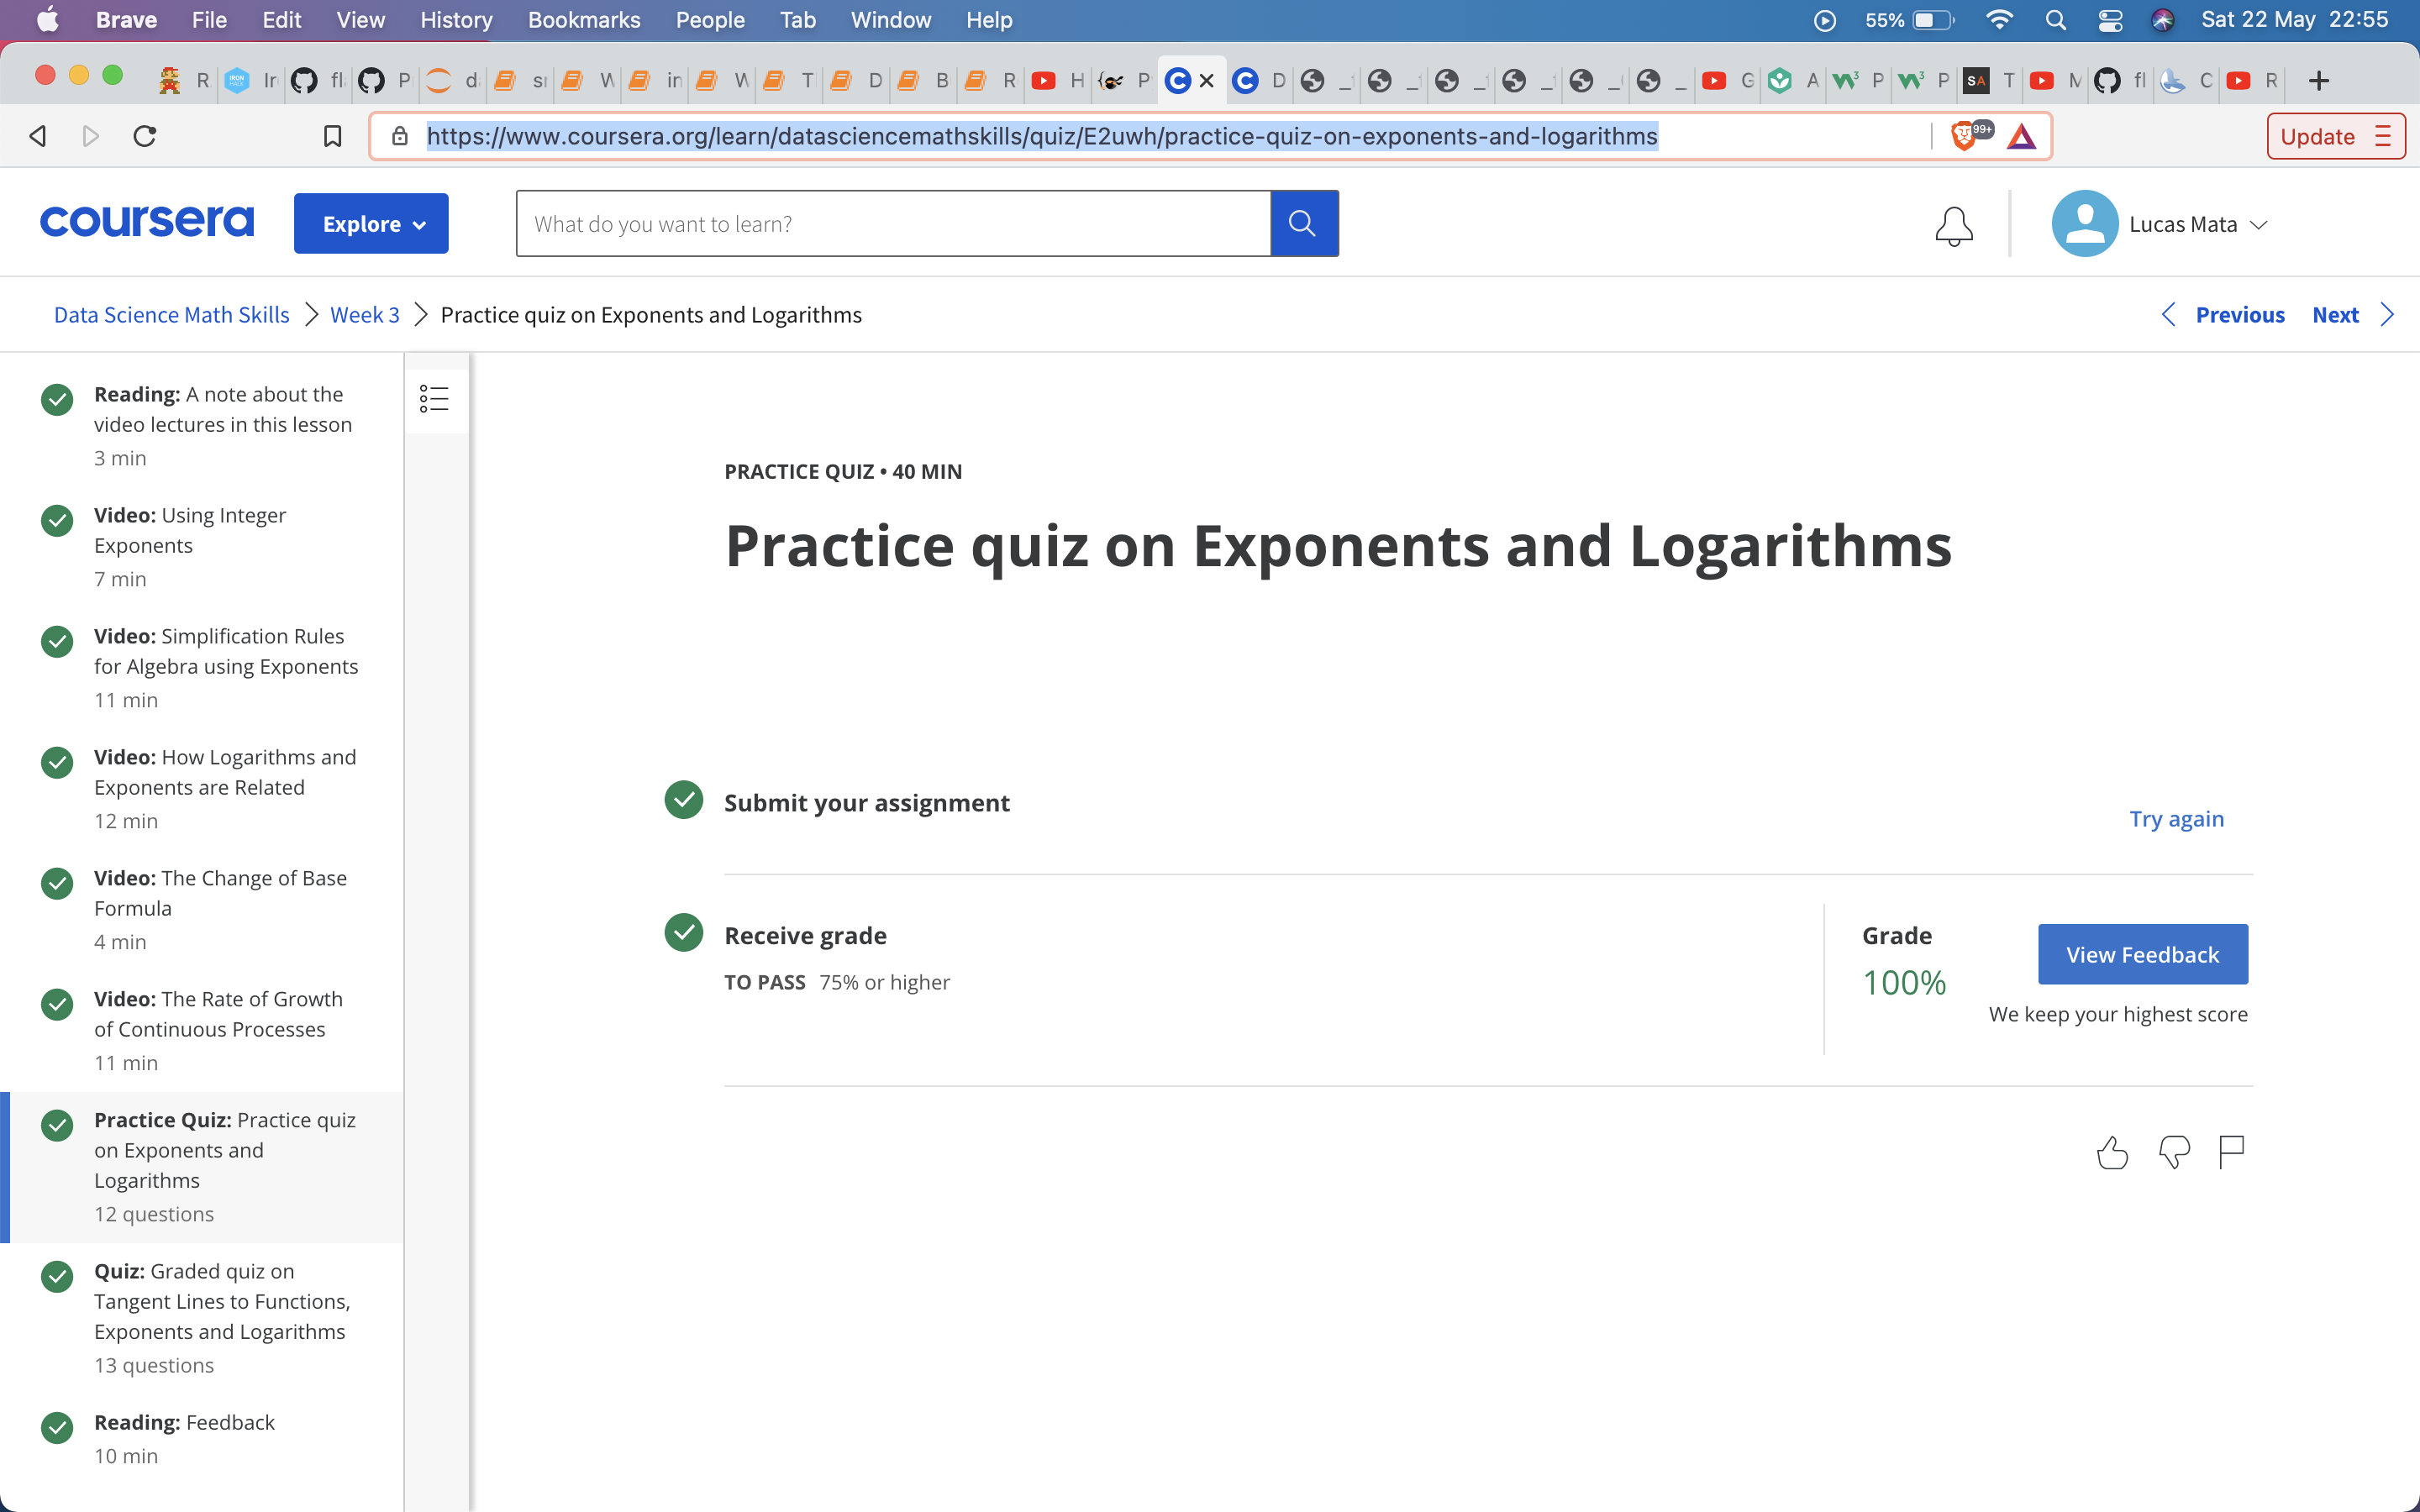 Brave File Edit View History Bookmarks People Tab Window Help 55% Sat 22 May 22:55
R IRON HACK Ir fl P d sr W in W T D B R H P D _ _ _ _ _ _ G A P P SA T fl C R
https://www.coursera.org/learn/datasciencemathskills/quiz/E2uwh/practice-quiz-on-exponents-and-logarithms 99+ Update
coursera Explore What do you want to learn? Lucas Mata
Data Science Math Skills Week 3 Practice quiz on Exponents and Logarithms Previous Next
Reading: A note about the
video lectures in this lesson
3 min
Video: Using Integer
Exponents
7 min
Video: Simplification Rules
for Algebra using Exponents
11 min
Video: How Logarithms and
Exponents are Related
12 min
Video: The Change of Base
Formula
4 min
Video: The Rate of Growth
of Continuous Processes
11 min
Practice Quiz: Practice quiz
on Exponents and
Logarithms
12 questions
Quiz: Graded quiz on
Tangent Lines to Functions,
Exponents and Logarithms
13 questions
Reading: Feedback
10 min
PRACTICE QUIZ • 40 MIN
Practice quiz on Exponents and Logarithms
Submit your assignment
Try again
Receive grade
TO PASS 75% or higher
Grade
100%
View Feedback
We keep your highest score